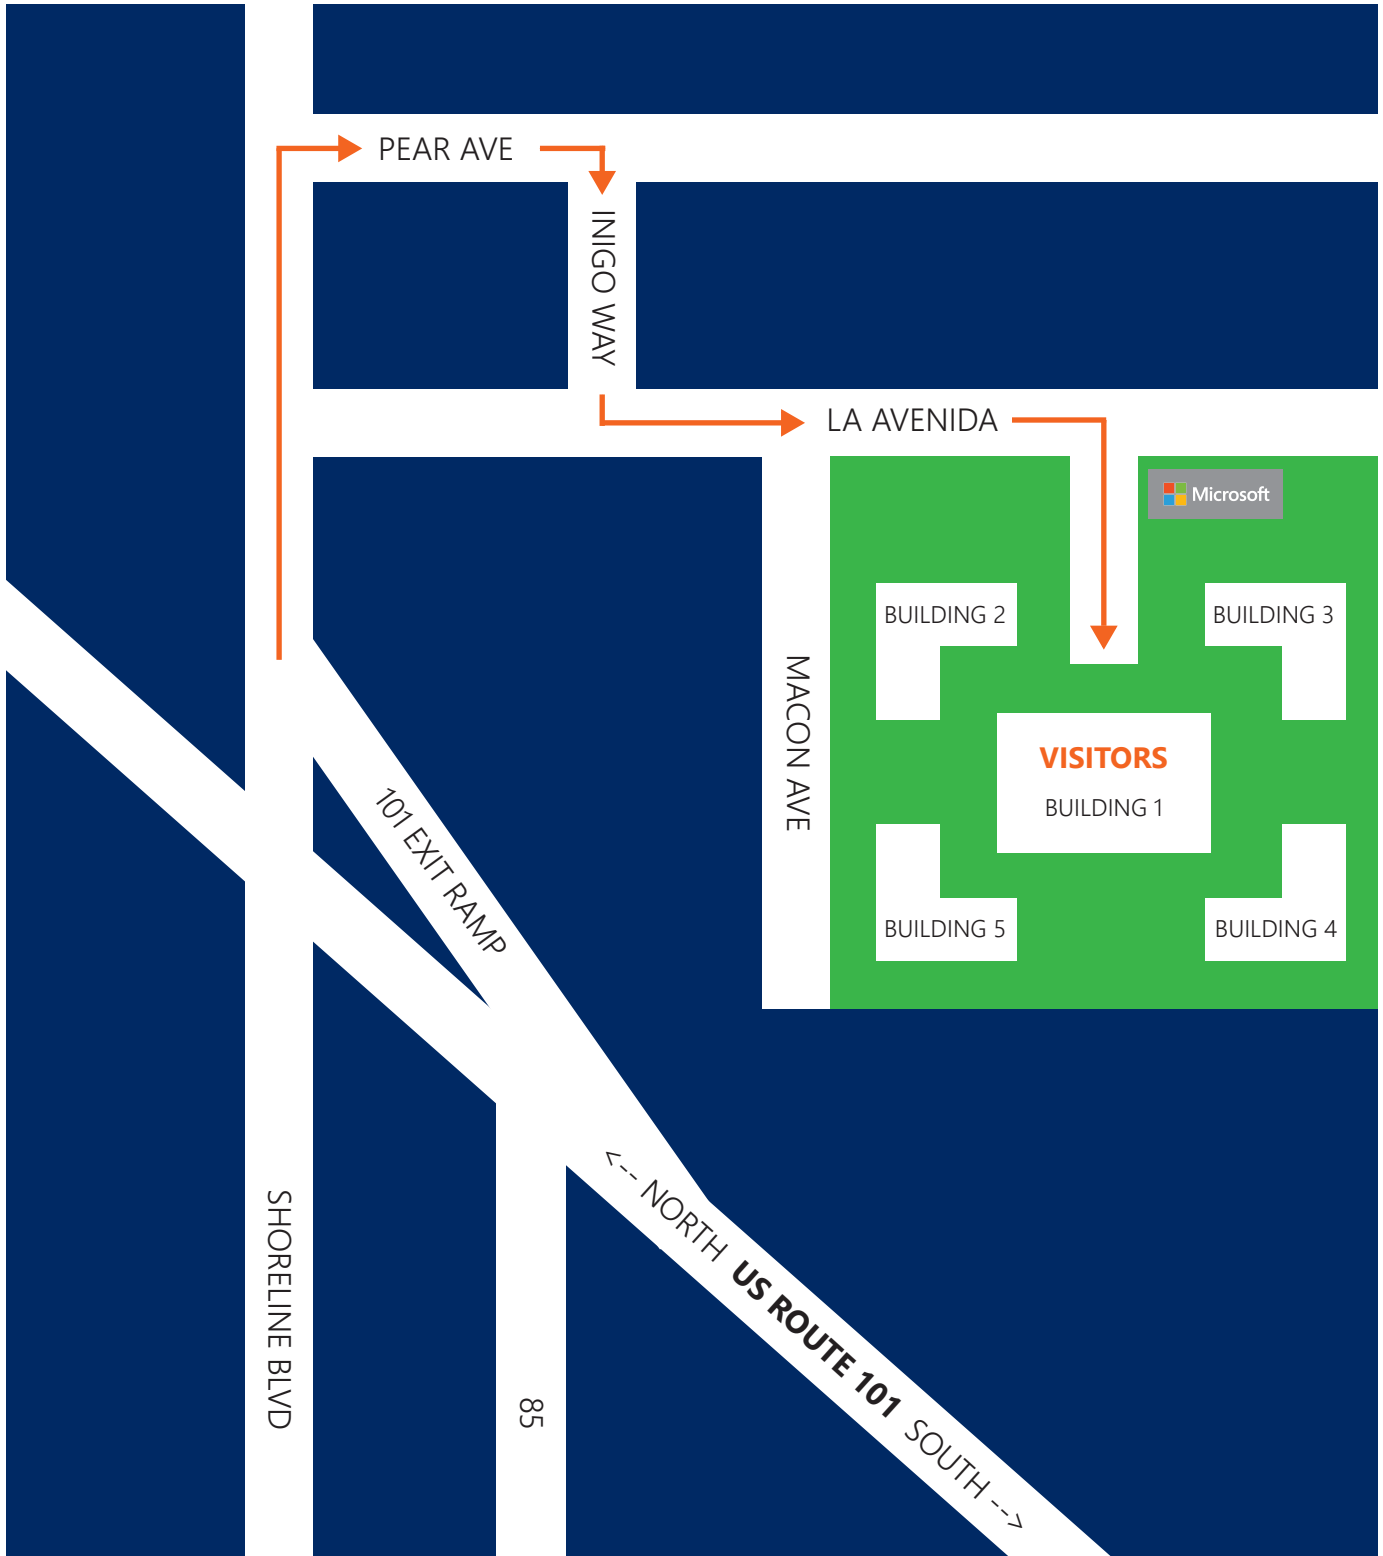 PEAR AVE
INIGO WAY
LA AVENIDA
Microsoft
BUILDING 2
BUILDING 3
MACON AVE
VISITORS
BUILDING 1
101 EXIT RAMP
BUILDING 5
BUILDING 4
<-- NORTH US ROUTE 101 SOUTH -->
SHORELINE BLVD
85